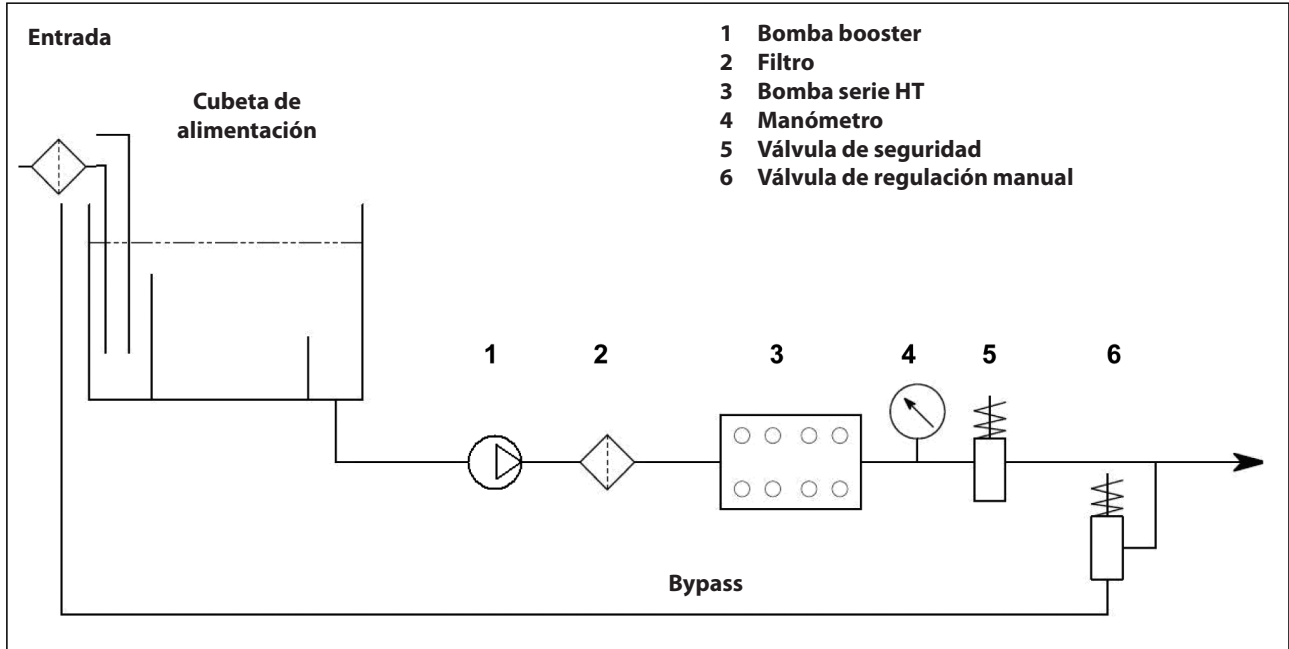 Entrada
Cubeta de
alimentación
1 Bomba booster
2 Filtro
3 Bomba serie HT
4 Manómetro
5 Válvula de seguridad
6 Válvula de regulación manual
1 2 3 4 5 6
Bypass